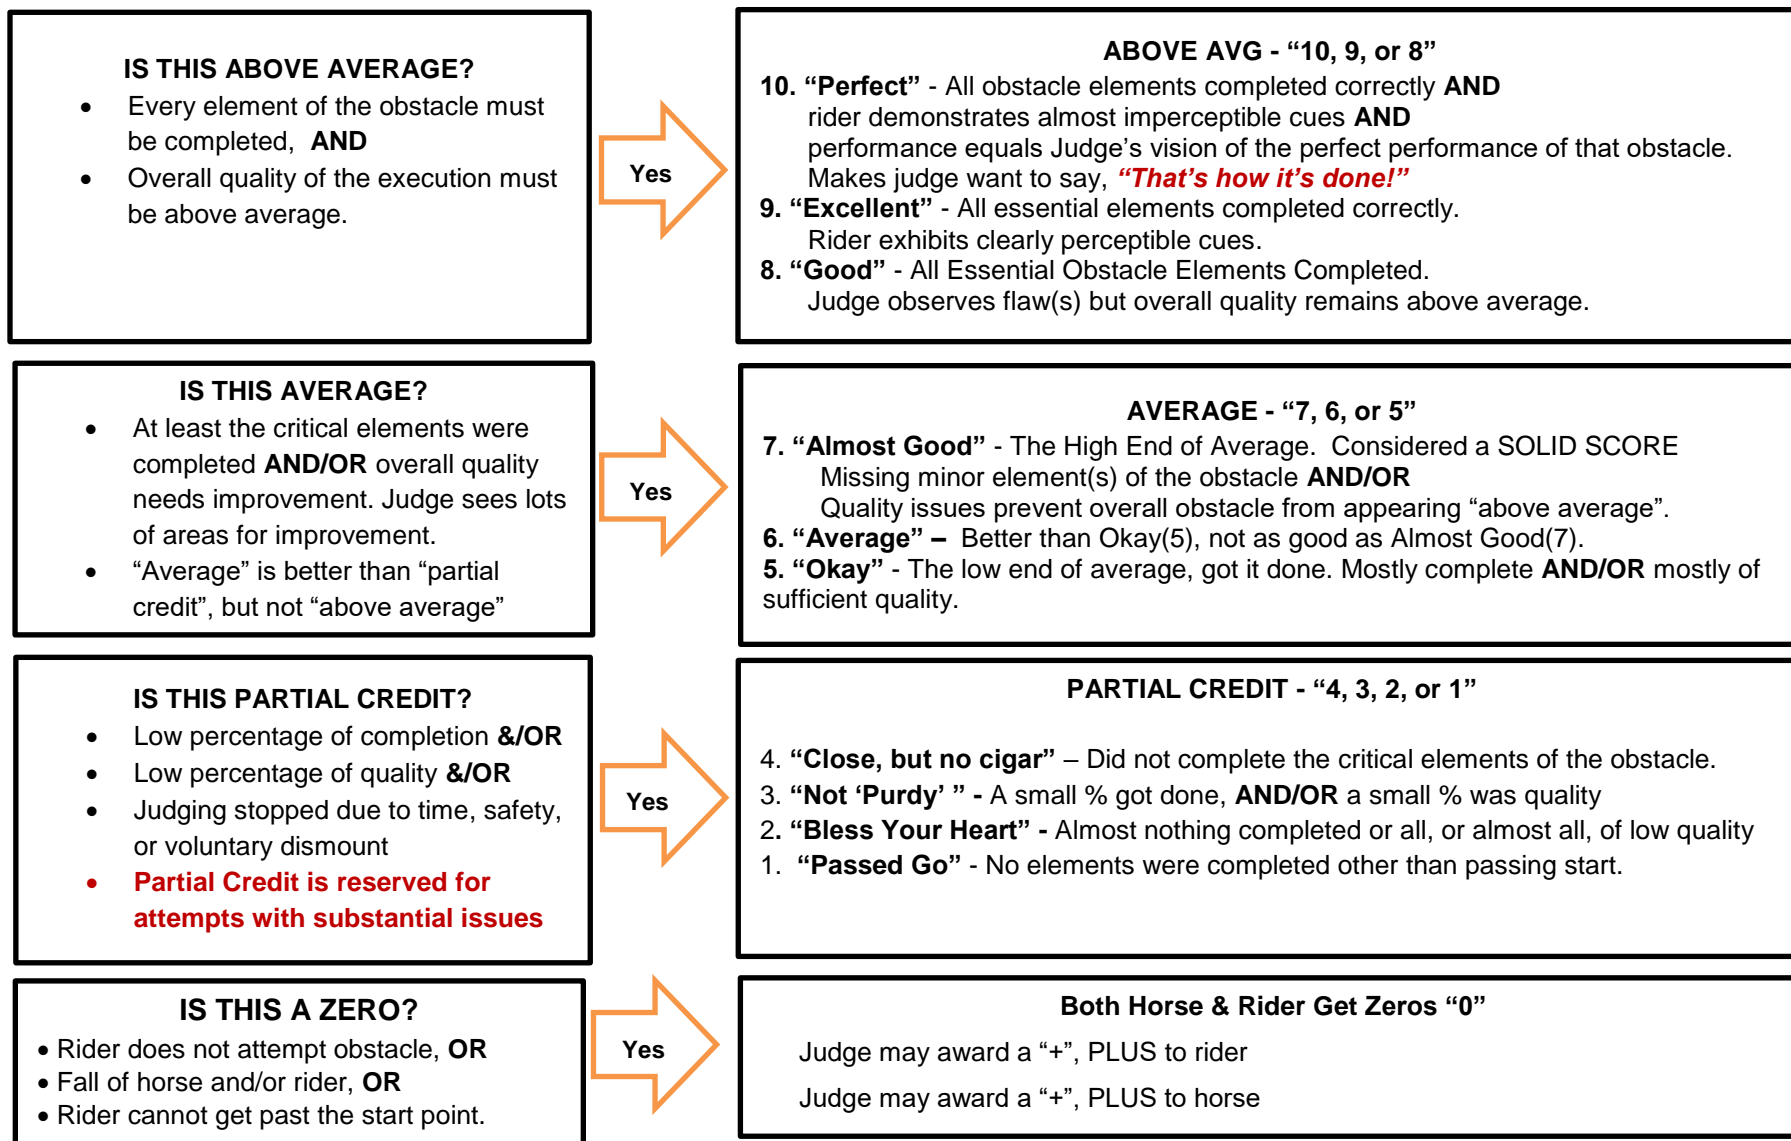 IS THIS ABOVE AVERAGE?
• Every element of the obstacle must
be completed, AND
• Overall quality of the execution must
be above average.
Yes
ABOVE AVG - “10, 9, or 8”
10. “Perfect” - All obstacle elements completed correctly AND
rider demonstrates almost imperceptible cues AND
performance equals Judge’s vision of the perfect performance of that obstacle.
Makes judge want to say, “That’s how it’s done!”
9. “Excellent” - All essential elements completed correctly.
Rider exhibits clearly perceptible cues.
8. “Good” - All Essential Obstacle Elements Completed.
Judge observes flaw(s) but overall quality remains above average.
IS THIS AVERAGE?
• At least the critical elements were
completed AND/OR overall quality
needs improvement. Judge sees lots
of areas for improvement.
• “Average” is better than “partial
credit”, but not “above average”
Yes
AVERAGE - “7, 6, or 5”
7. “Almost Good” - The High End of Average. Considered a SOLID SCORE
Missing minor element(s) of the obstacle AND/OR
Quality issues prevent overall obstacle from appearing “above average”.
6. “Average” – Better than Okay(5), not as good as Almost Good(7).
5. “Okay” - The low end of average, got it done. Mostly complete AND/OR mostly of
sufficient quality.
IS THIS PARTIAL CREDIT?
• Low percentage of completion &/OR
• Low percentage of quality &/OR
• Judging stopped due to time, safety,
or voluntary dismount
• Partial Credit is reserved for
attempts with substantial issues
Yes
PARTIAL CREDIT - “4, 3, 2, or 1”
4. “Close, but no cigar” – Did not complete the critical elements of the obstacle.
3. “Not ‘Purdy’ ” - A small % got done, AND/OR a small % was quality
2. “Bless Your Heart” - Almost nothing completed or all, or almost all, of low quality
1. “Passed Go” - No elements were completed other than passing start.
IS THIS A ZERO?
• Rider does not attempt obstacle, OR
• Fall of horse and/or rider, OR
• Rider cannot get past the start point.
Yes
Both Horse & Rider Get Zeros “0”
Judge may award a “+”, PLUS to rider
Judge may award a “+”, PLUS to horse